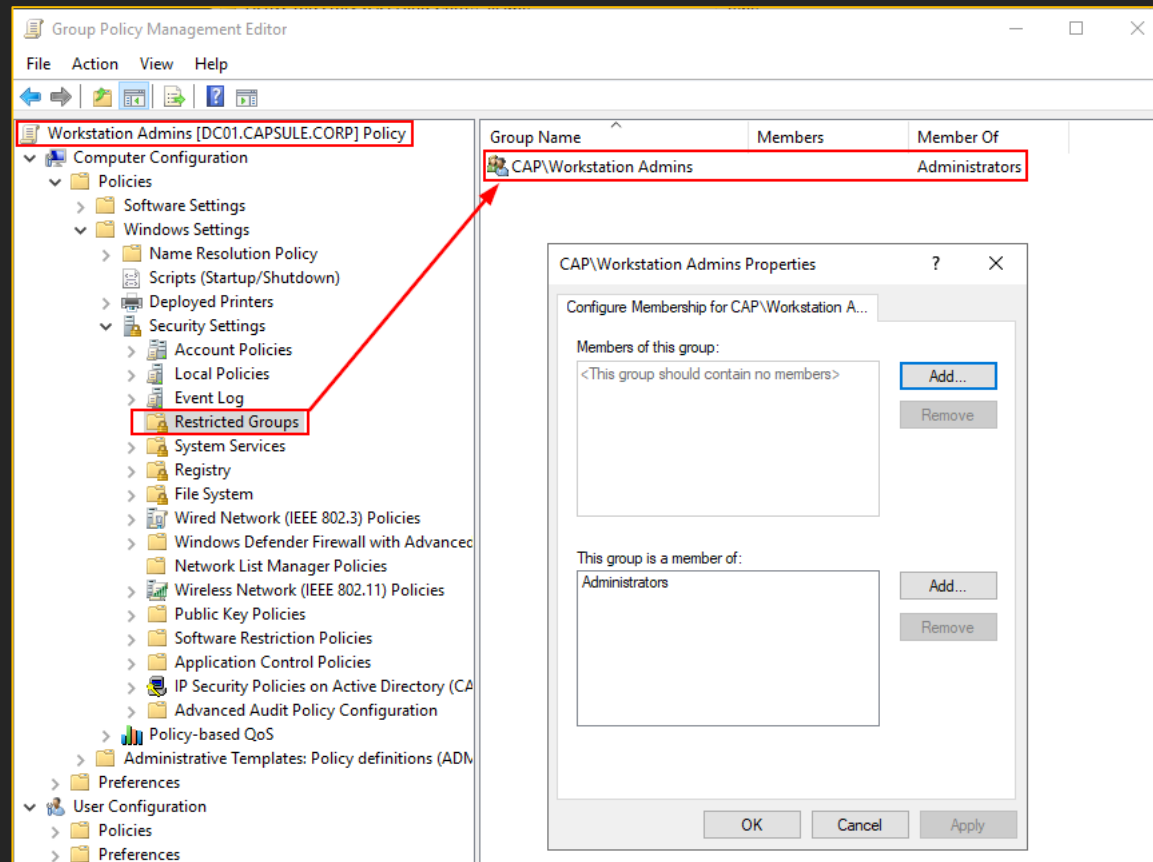 Group Policy Management Editor
File Action View Help
Workstation Admins [DC01.CAPSULE.CORP] Policy
Computer Configuration
Policies
Software Settings
Windows Settings
Name Resolution Policy
Scripts (Startup/Shutdown)
Deployed Printers
Security Settings
Account Policies
Local Policies
Event Log
Restricted Groups
System Services
Registry
File System
Wired Network (IEEE 802.3) Policies
Windows Defender Firewall with Advanced
Network List Manager Policies
Wireless Network (IEEE 802.11) Policies
Public Key Policies
Software Restriction Policies
Application Control Policies
IP Security Policies on Active Directory (CA
Advanced Audit Policy Configuration
Policy-based QoS
Administrative Templates: Policy definitions (ADM
Preferences
User Configuration
Policies
Preferences
Group Name Members Member Of
CAP\Workstation Admins Administrators
CAP\Workstation Admins Properties ?
Configure Membership for CAP\Workstation A...
Members of this group:
<This group should contain no members>
Add...
Remove
This group is a member of:
Administrators
Add...
Remove
OK Cancel Apply